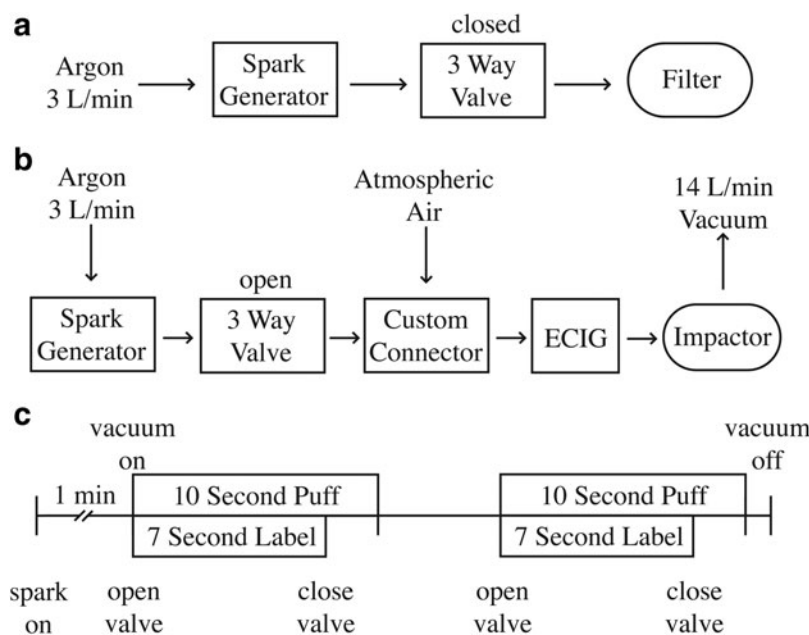 a
closed
Argon
3 L/min
Spark
Generator
3 Way
Valve
Filter
b
Argon
3 L/min
Atmospheric
Air
14 L/min
Vacuum
open
Spark
Generator
3 Way
Valve
Custom
Connector
ECIG
Impactor
c
vacuum
on
vacuum
off
1 min
10 Second Puff
10 Second Puff
7 Second Label
7 Second Label
spark
on
open
valve
close
valve
open
valve
close
valve